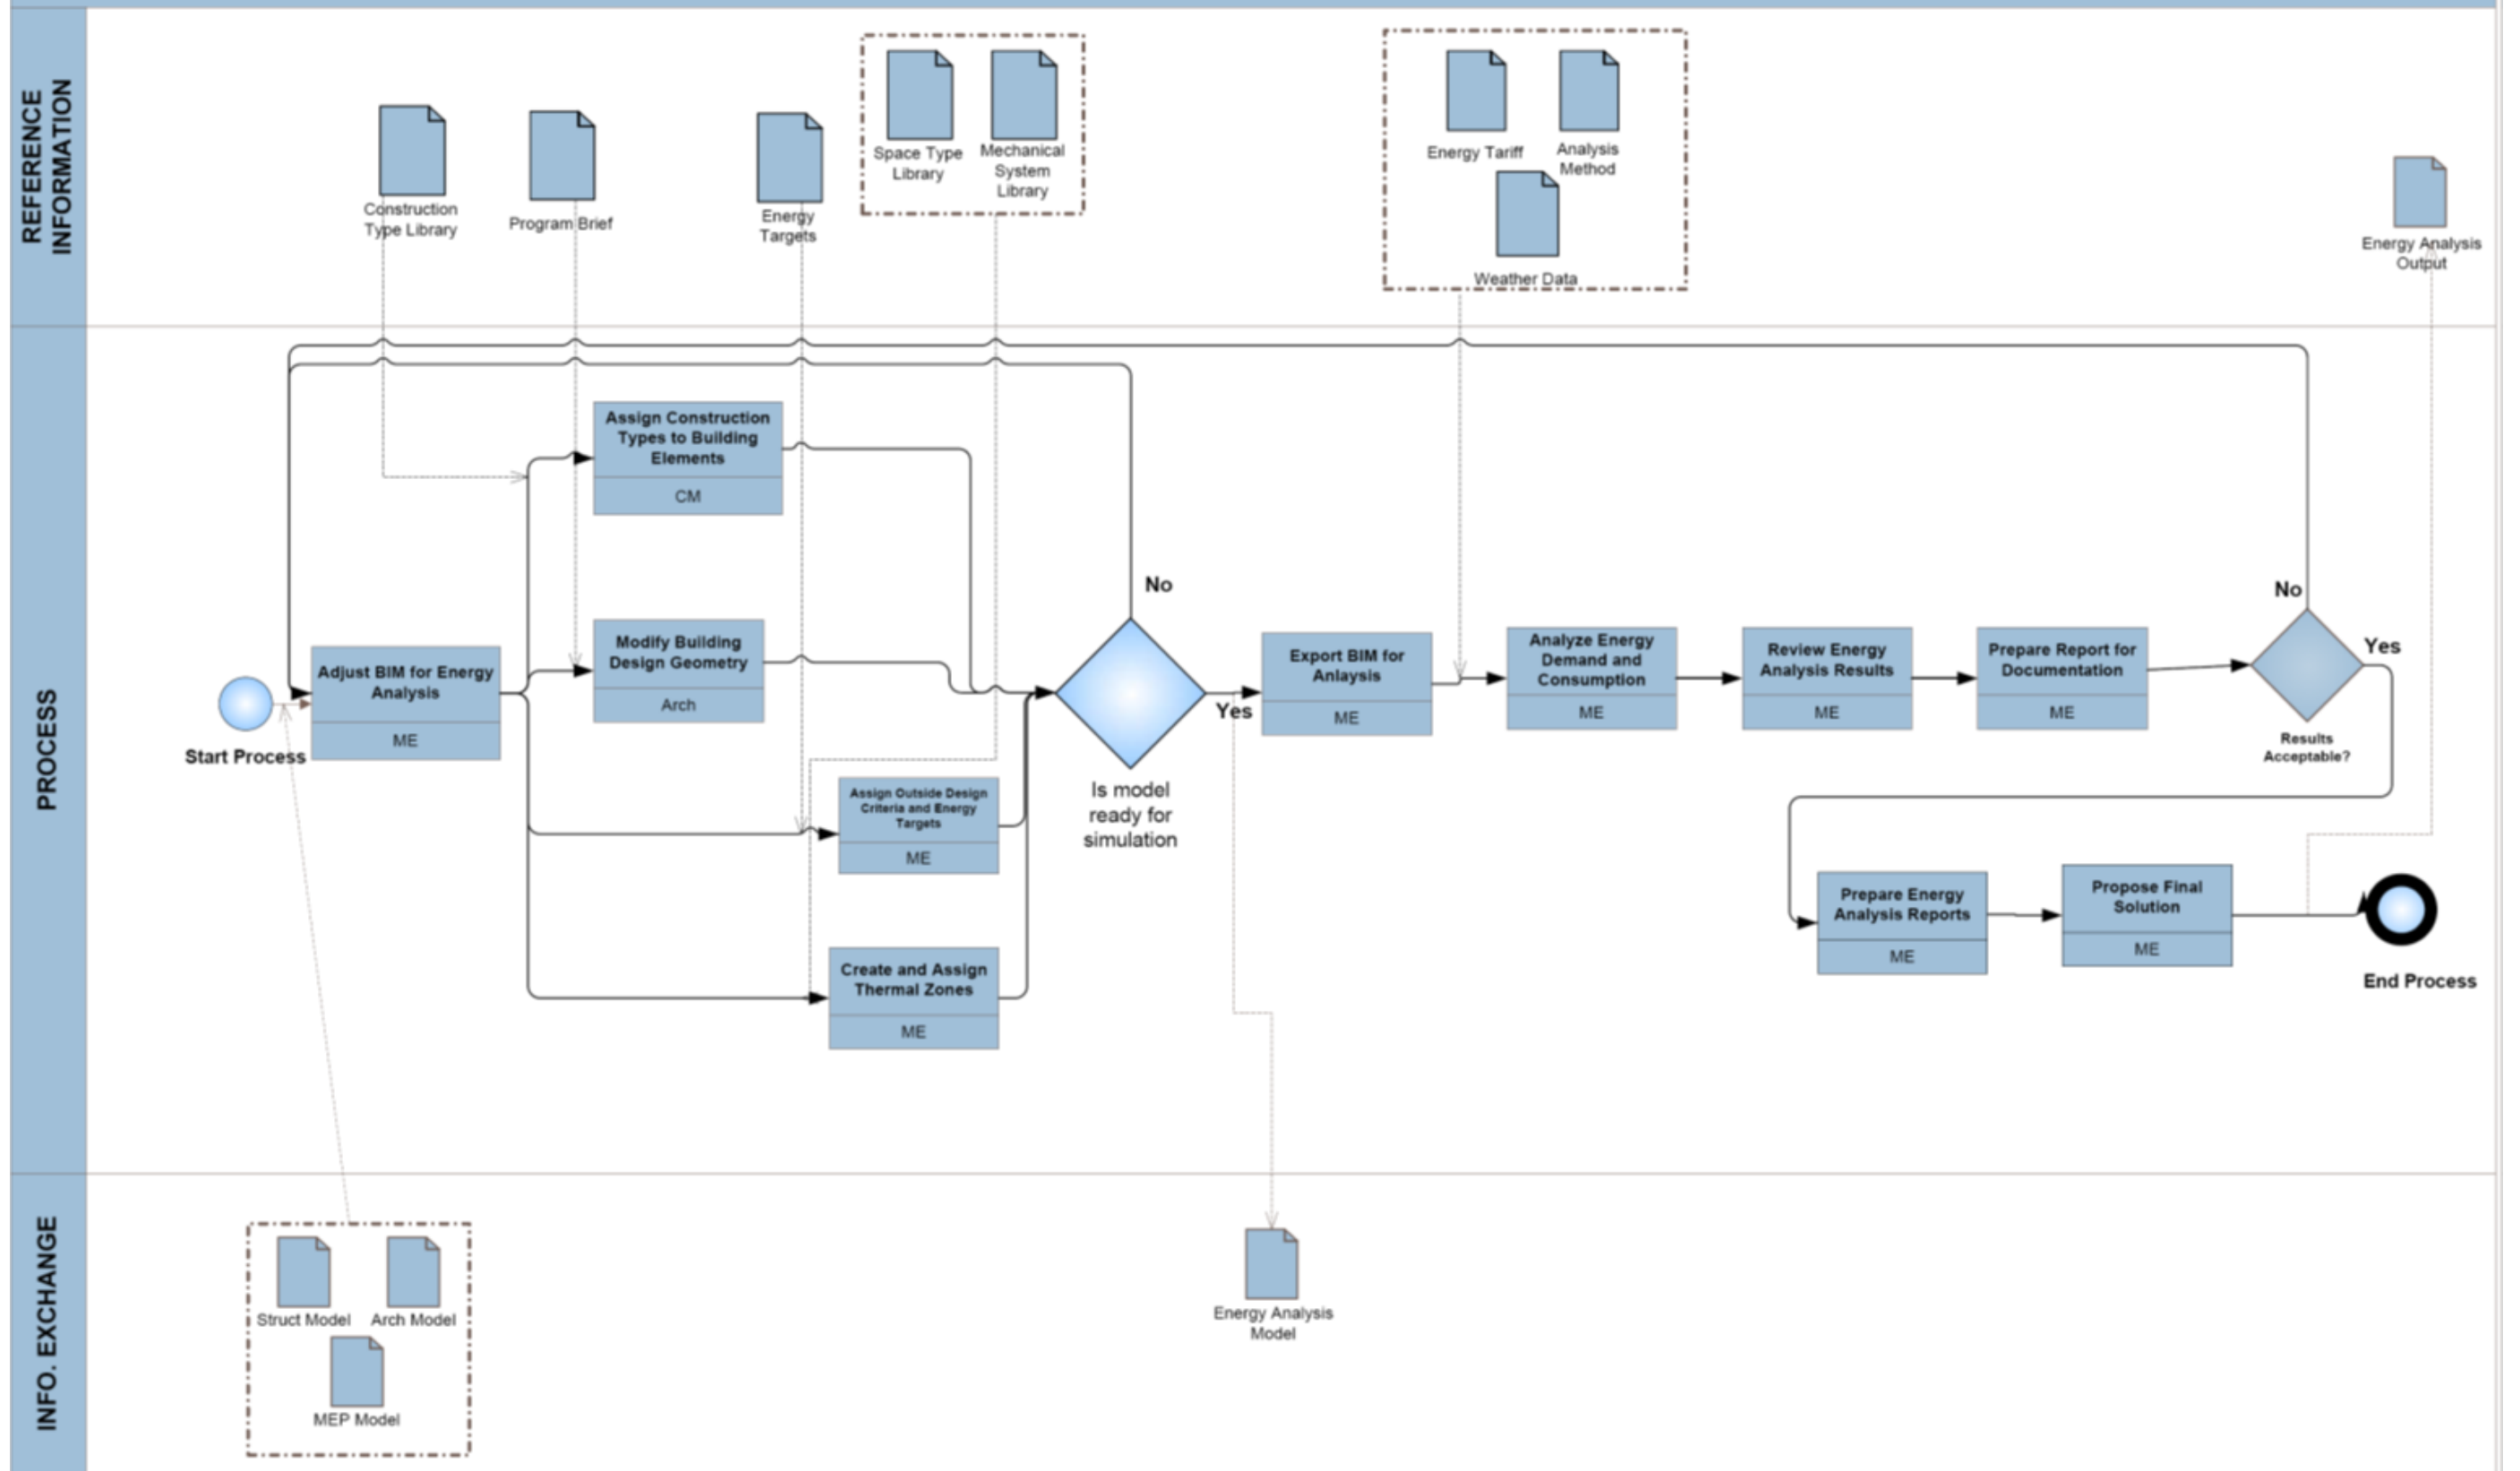 REFERENCE
INFORMATION
Construction
Type Library
Program Brief
Energy
Targets
Space Type
Library
Mechanical
System
Library
Energy Tariff
Analysis
Method
Weather Data
Energy Analysis
Output
PROCESS
Start Process
Adjust BIM for Energy
Analysis
ME
Assign Construction
Types to Building
Elements
CM
Modify Building
Design Geometry
Arch
Assign Outside Design
Criteria and Energy
Targets
ME
Create and Assign
Thermal Zones
ME
No
Yes
Is model
ready for
simulation
Export BIM for
Anlaysis
ME
Analyze Energy
Demand and
Consumption
ME
Review Energy
Analysis Results
ME
Prepare Report for
Documentation
ME
No
Yes
Results
Acceptable?
Prepare Energy
Analysis Reports
ME
Propose Final
Solution
ME
End Process
INFO. EXCHANGE
Struct Model
Arch Model
MEP Model
Energy Analysis
Model